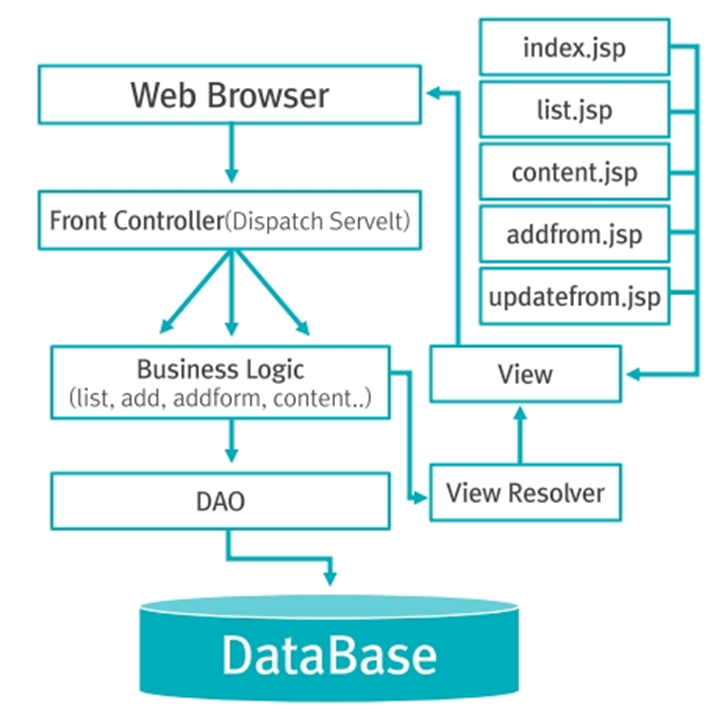 index.jsp
Web Browser
list.jsp
content.jsp
Front Controller(Dispatch Servelt)
addfrom.jsp
updatefrom.jsp
Business Logic
(list, add, addform, content..)
View
DAO
View Resolver
DataBase